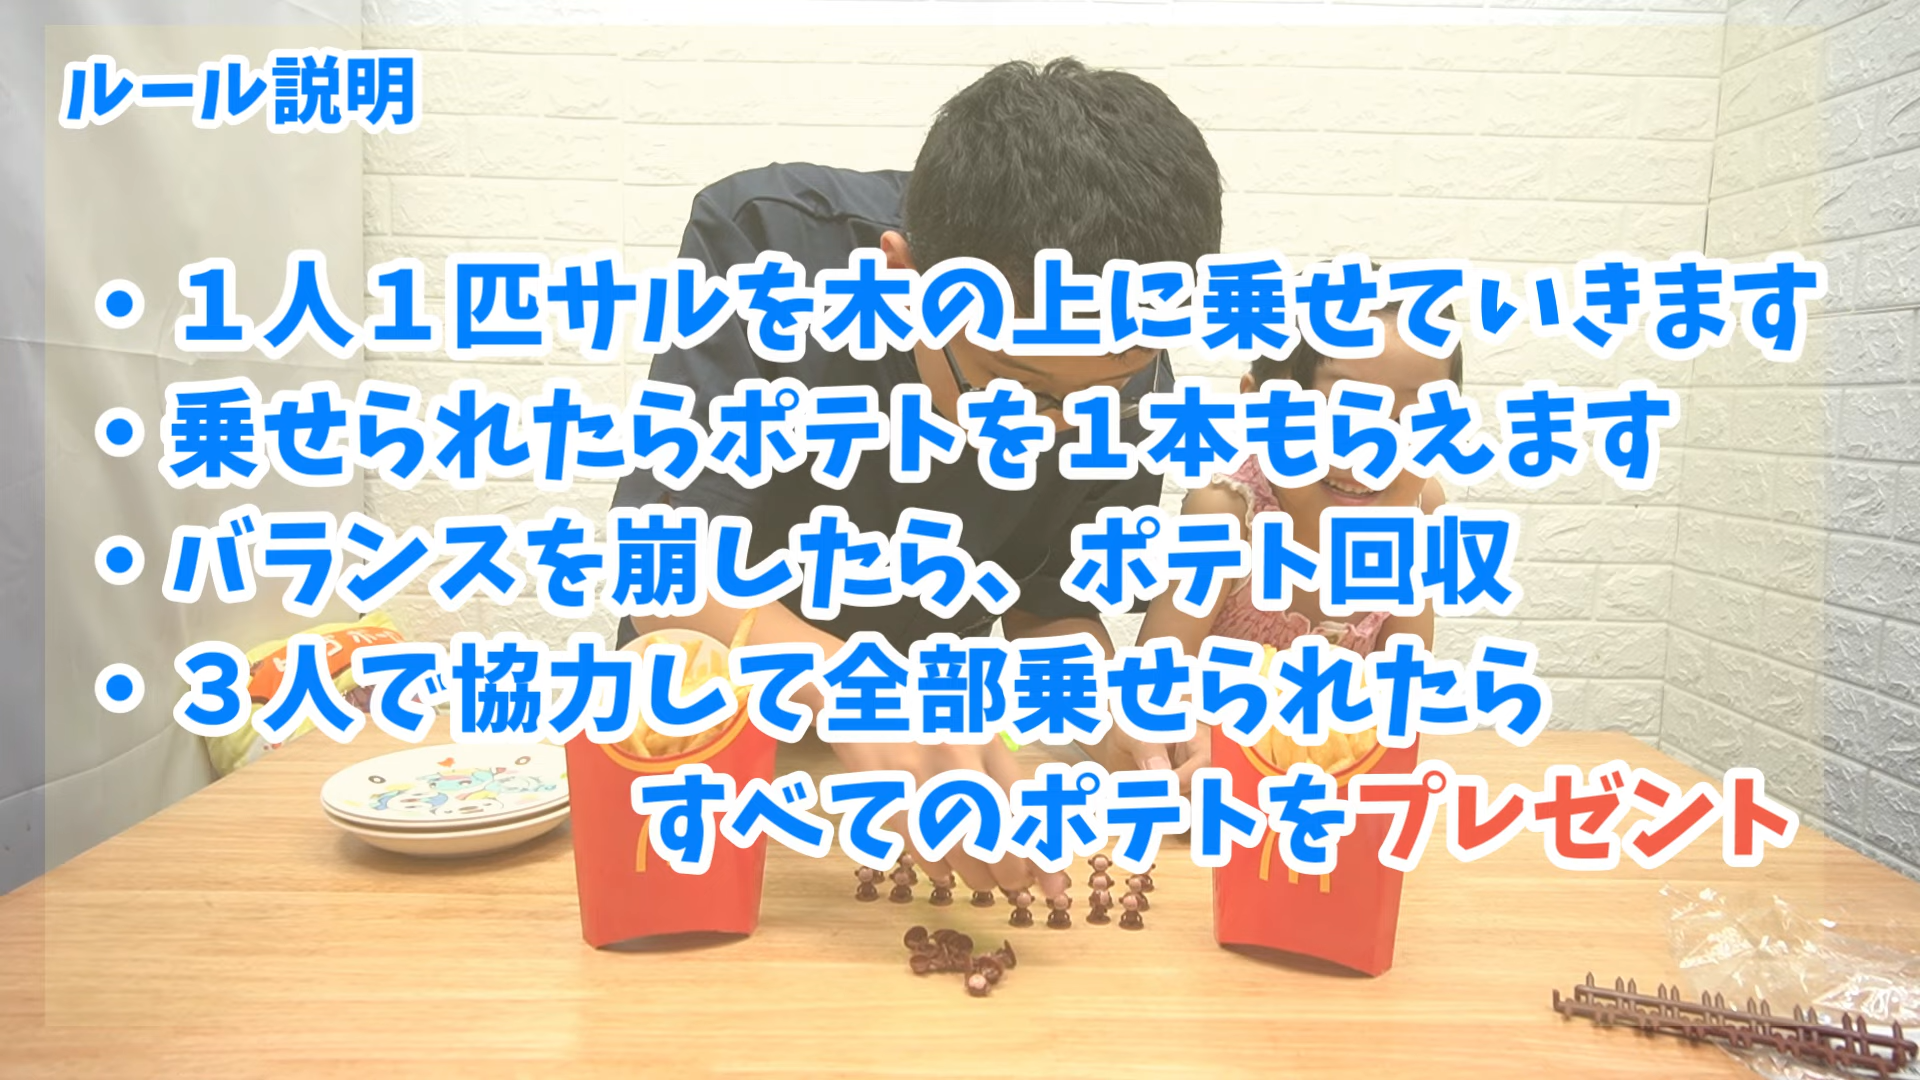 ルール説明
・１人１匹サルを木の上に乗せていきます
・乗せられたらポテトを１本もらえます
・バランスを崩したら、ポテト回収
・３人で協力して全部乗せられたら
すべてのポテトをプレゼント